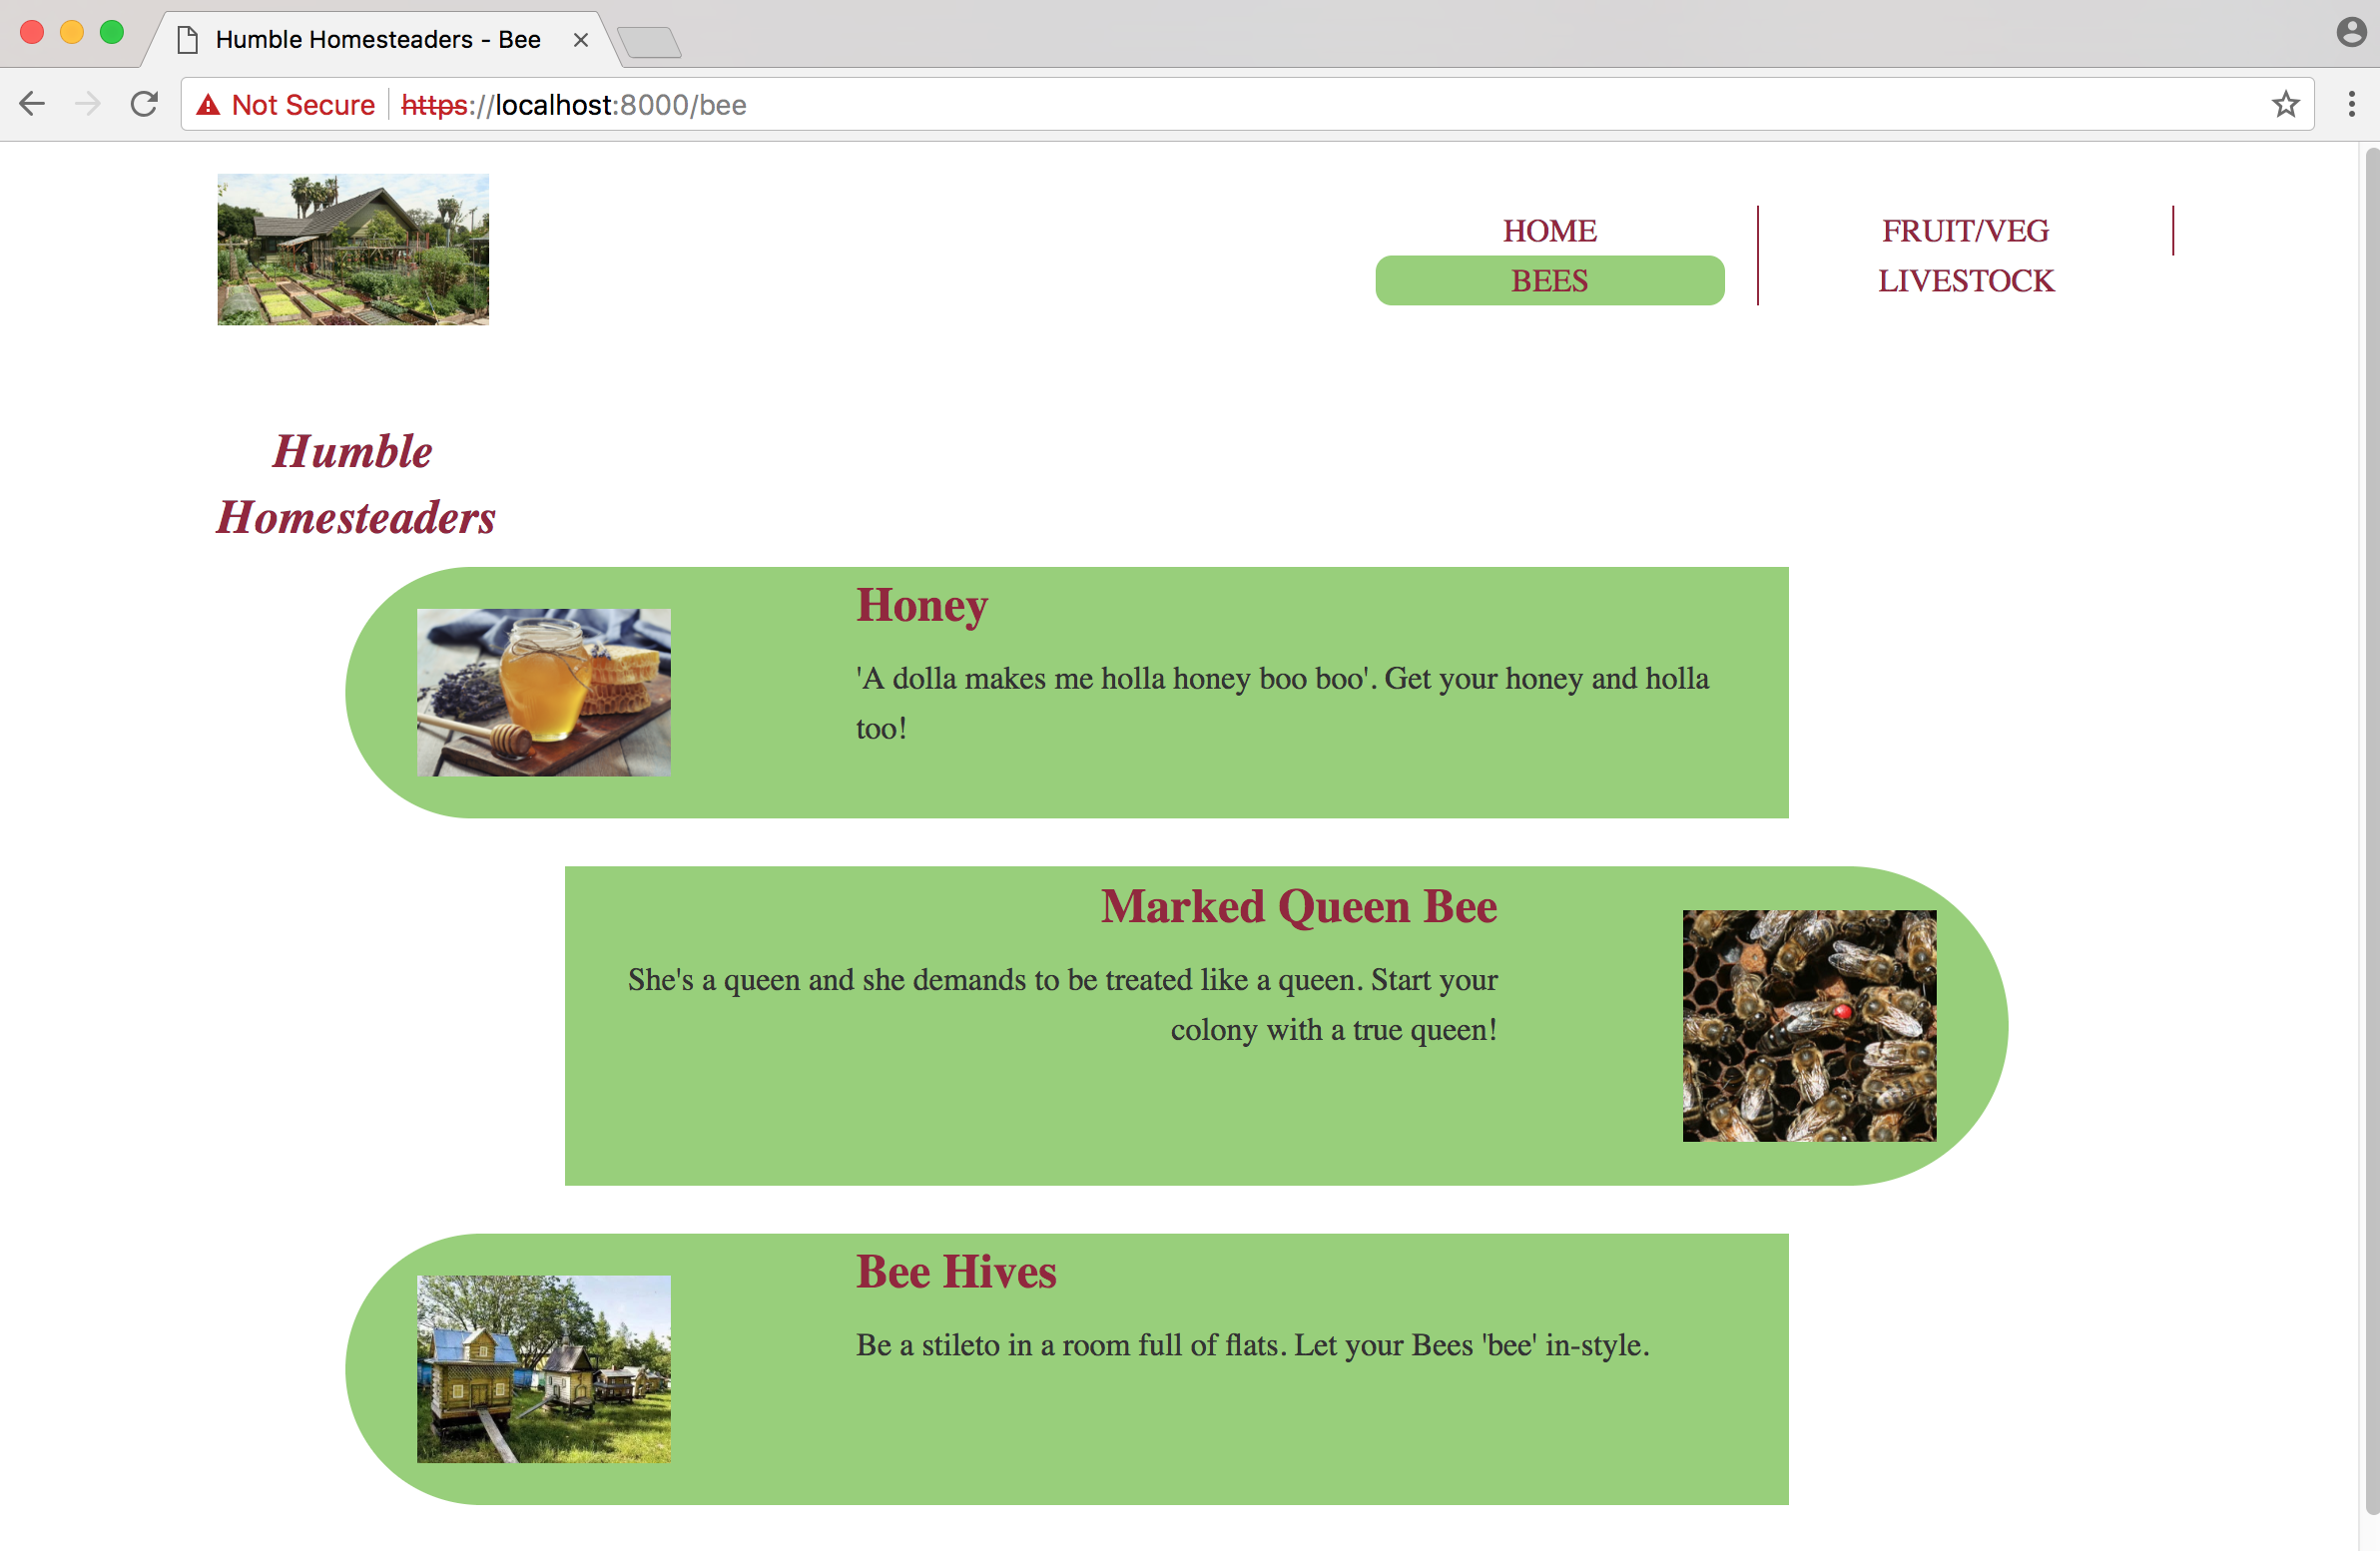 Humble Homesteaders - Bee
Not Secure https://localhost:8000/bee
HOME FRUIT/VEG
BEES LIVESTOCK
Humble
Homesteaders
Honey
'A dolla makes me holla honey boo boo'. Get your honey and holla
too!
Marked Queen Bee
She's a queen and she demands to be treated like a queen. Start your
colony with a true queen!
Bee Hives
Be a stileto in a room full of flats. Let your Bees 'bee' in-style.